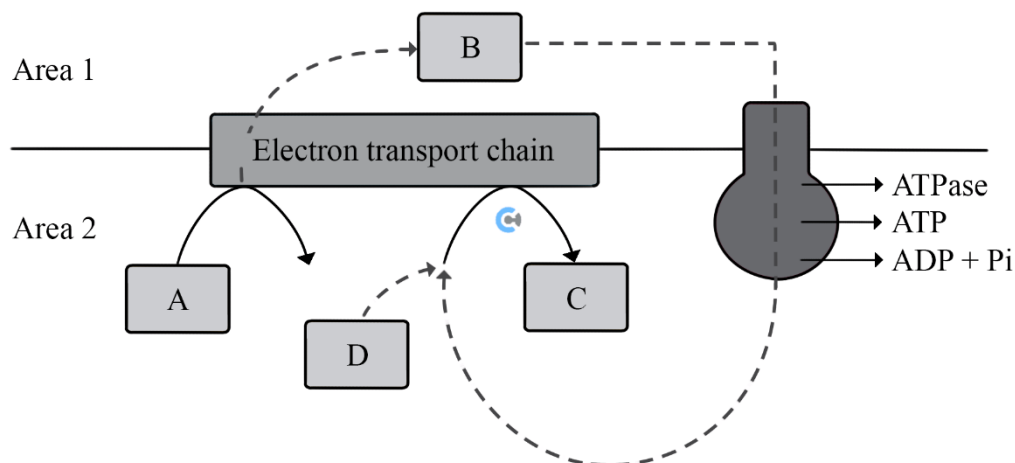 B
Area 1
Electron transport chain
ATPase
Area 2
ATP
ADP + Pi
A
C
D